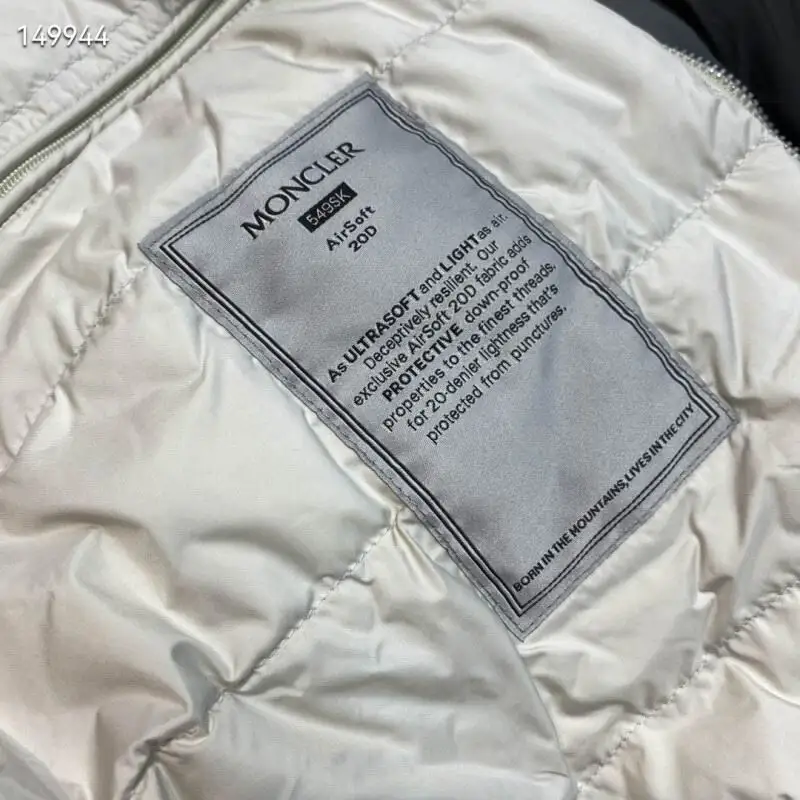 149944
MONCLER
549SK
AirSoft
20D
As ULTRASOFT and LIGHT as air.
Deceptively resilient. Our
exclusive AirSoft 20D fabric adds
PROTECTIVE down-proof
properties to the finest threads,
for 20-denier lightness that's
protected from punctures.
BORN IN THE MOUNTAINS, LIVES IN THE CITY